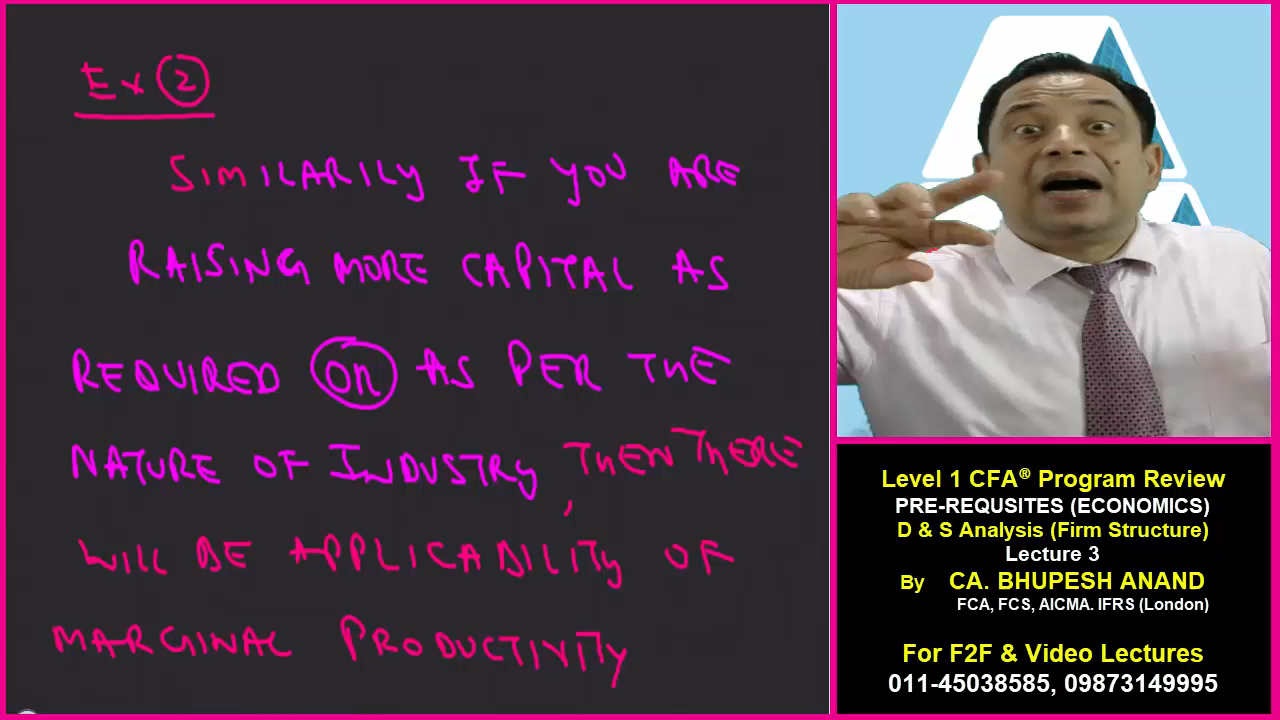 Ex 2
SIMILARILY IF YOU ARE
RAISING MORE CAPITAL AS
REQUIRED OR AS PER THE
NATURE OF INDUSTRY, THEN THERE
WILL BE APPLICABILITY OF
MARGINAL PRODUCTIVITY
Level 1 CFA® Program Review
PRE-REQUSITES (ECONOMICS)
D & S Analysis (Firm Structure)
Lecture 3
By CA. BHUPESH ANAND
FCA, FCS, AICMA. IFRS (London)
For F2F & Video Lectures
011-45038585, 09873149995